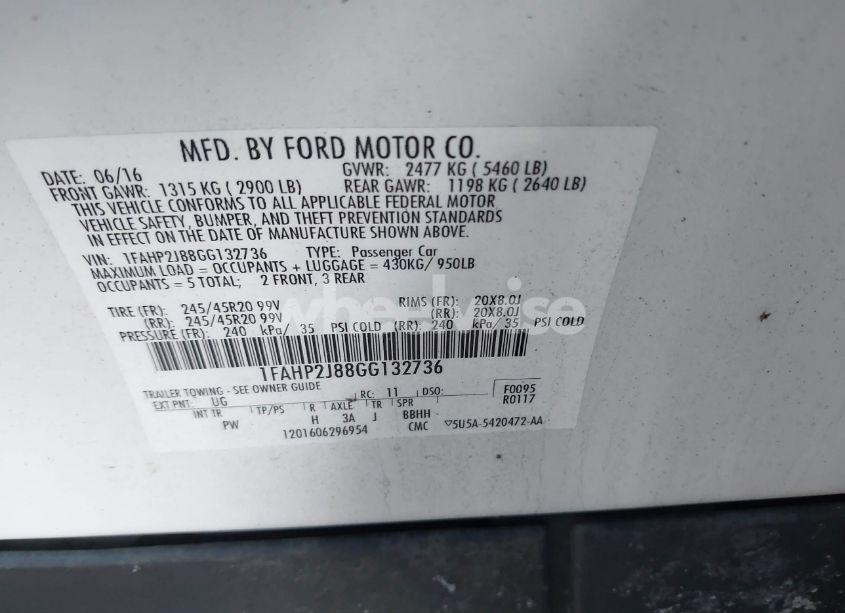 MFD. BY FORD MOTOR CO.
DATE: 06/16 GVWR: 2477 KG ( 5460 LB)
FRONT GAWR: 1315 KG ( 2900 LB) REAR GAWR: 1198 KG ( 2640 LB)
THIS VEHICLE CONFORMS TO ALL APPLICABLE FEDERAL MOTOR
VEHICLE SAFETY, BUMPER, AND THEFT PREVENTION STANDARDS
IN EFFECT ON THE DATE OF MANUFACTURE SHOWN ABOVE.
VIN: 1FAHP2J88GG132736 TYPE: Passenger Car
MAXIMUM LOAD = OCCUPANTS + LUGGAGE = 430KG/ 950LB
OCCUPANTS = 5 TOTAL; 2 FRONT, 3 REAR
wheelwise
TIRE (FR): 245/45R20 99V RIMS (FR): 20X8.0J
(RR): 245/45R20 99V (RR): 20X8.0J
PRESSURE (FR): 240 kPa/ 35 PSI COLD (RR): 240 kPa/ 35 PSI COLD
1FAHP2J88GG132736
TRAILER TOWING - SEE OWNER GUIDE
EXT PNT: UG RC: 11 DSO: F0095
INT TR TP/PS R AXLE TR SPR R0117
PW H 3A J BBHH
1201606296954 CMC ▽5U5A-5420472-AA